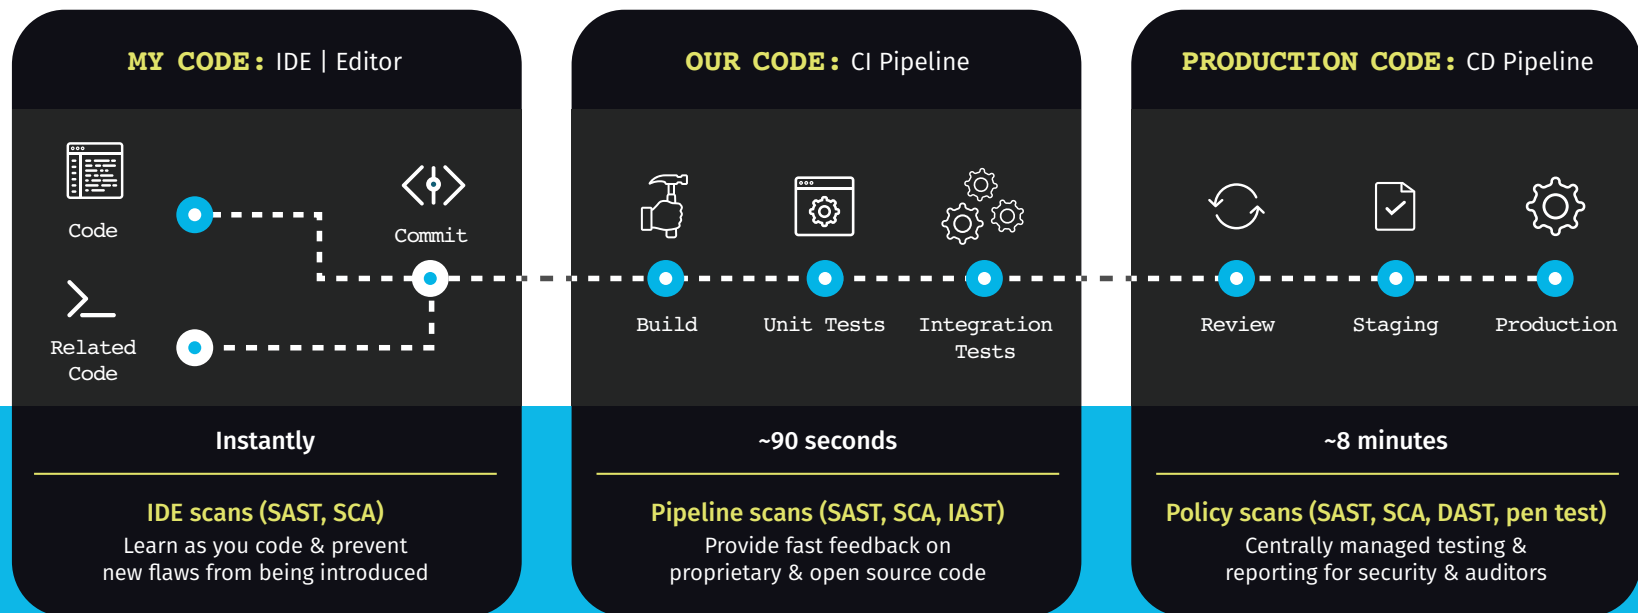 MY CODE: IDE | Editor
Code
Commit
Related
Code
Instantly
IDE scans (SAST, SCA)
Learn as you code & prevent
new flaws from being introduced
OUR CODE: CI Pipeline
Build
Unit Tests
Integration
Tests
~90 seconds
Pipeline scans (SAST, SCA, IAST)
Provide fast feedback on
proprietary & open source code
PRODUCTION CODE: CD Pipeline
Review
Staging
Production
~8 minutes
Policy scans (SAST, SCA, DAST, pen test)
Centrally managed testing &
reporting for security & auditors